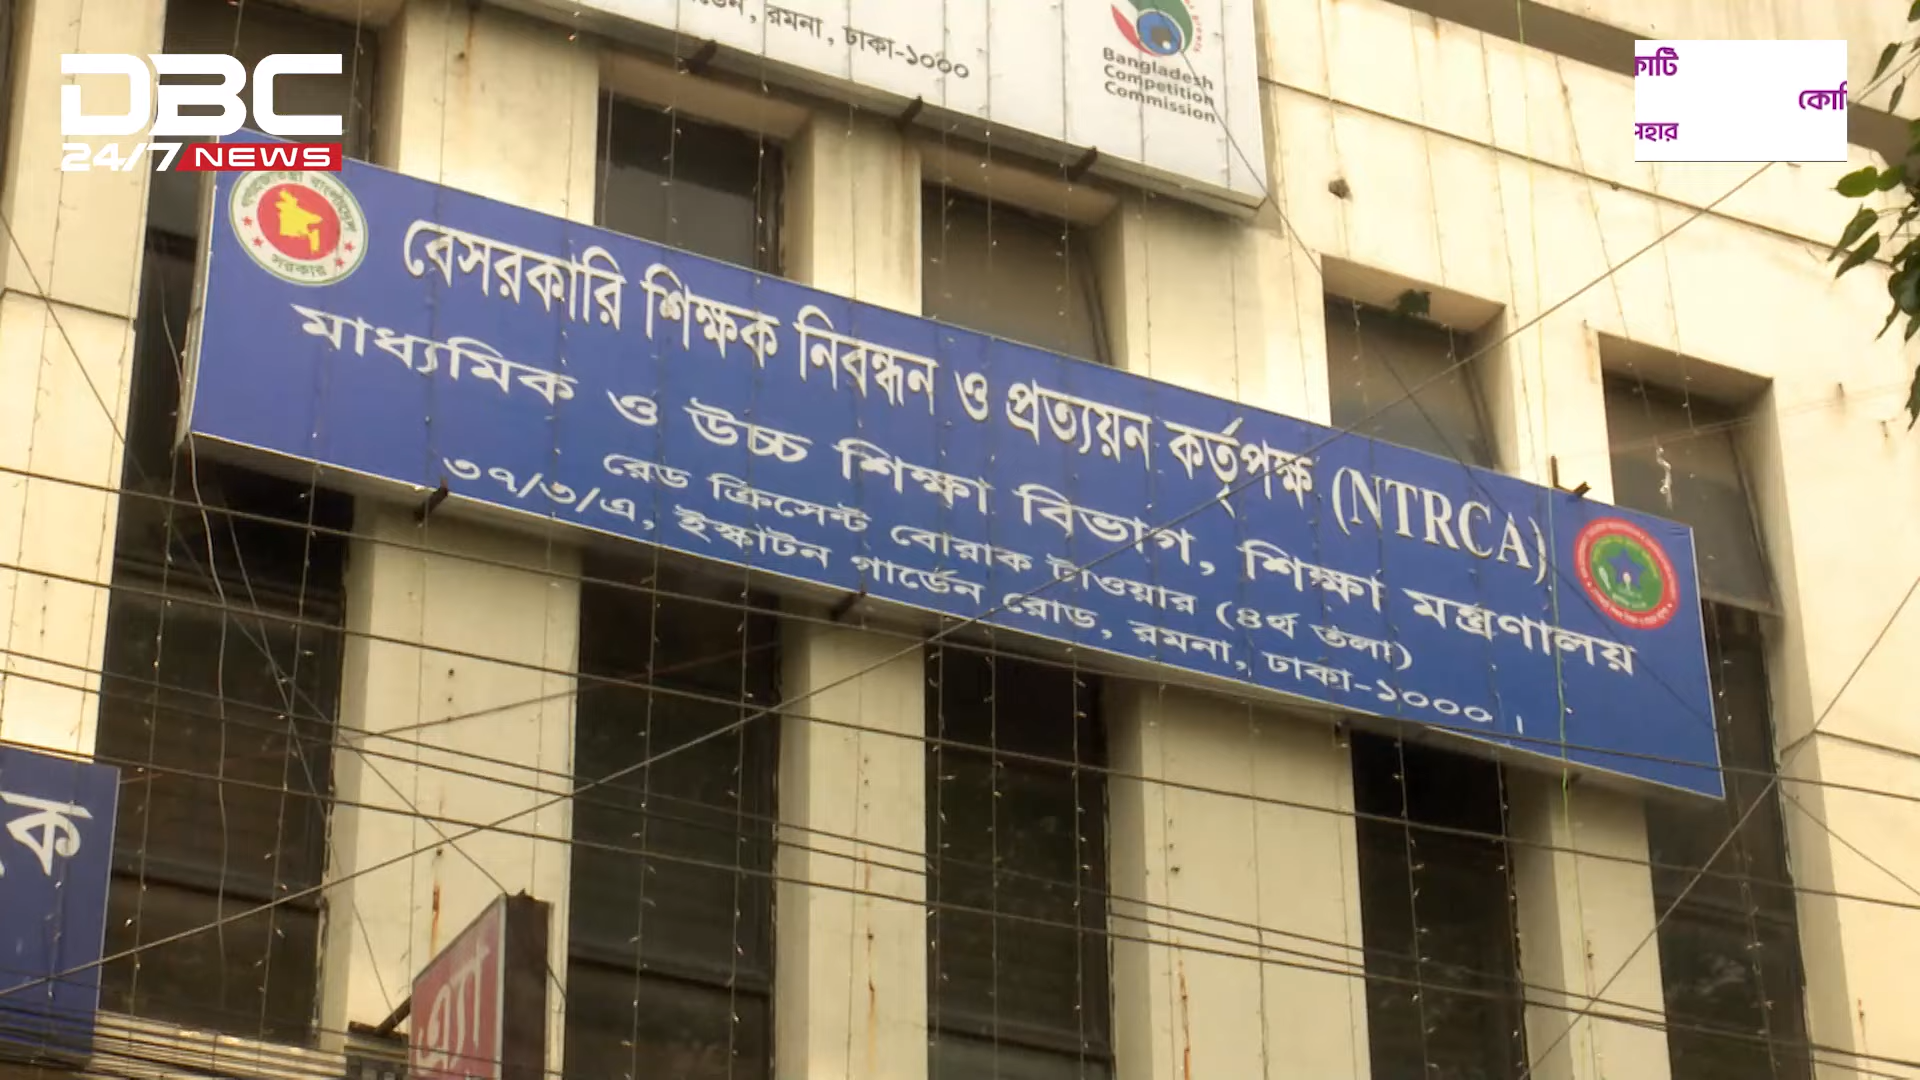 রমনা, ঢাকা-১০০০
Bangladesh
Competition
Commission
DBC
24/7 NEWS
কোটি
বেসরকারি শিক্ষক নিবন্ধন ও প্রত্যয়ন কর্তৃপক্ষ (NTRCA)
মাধ্যমিক ও উচ্চ শিক্ষা বিভাগ, শিক্ষা মন্ত্রণালয়
রেড ক্রিসেন্ট বোরাক টাওয়ার (৪র্থ তলা)
৩৭/৩/এ, ইস্কাটন গার্ডেন রোড, রমনা, ঢাকা-১০০০।
সরকার